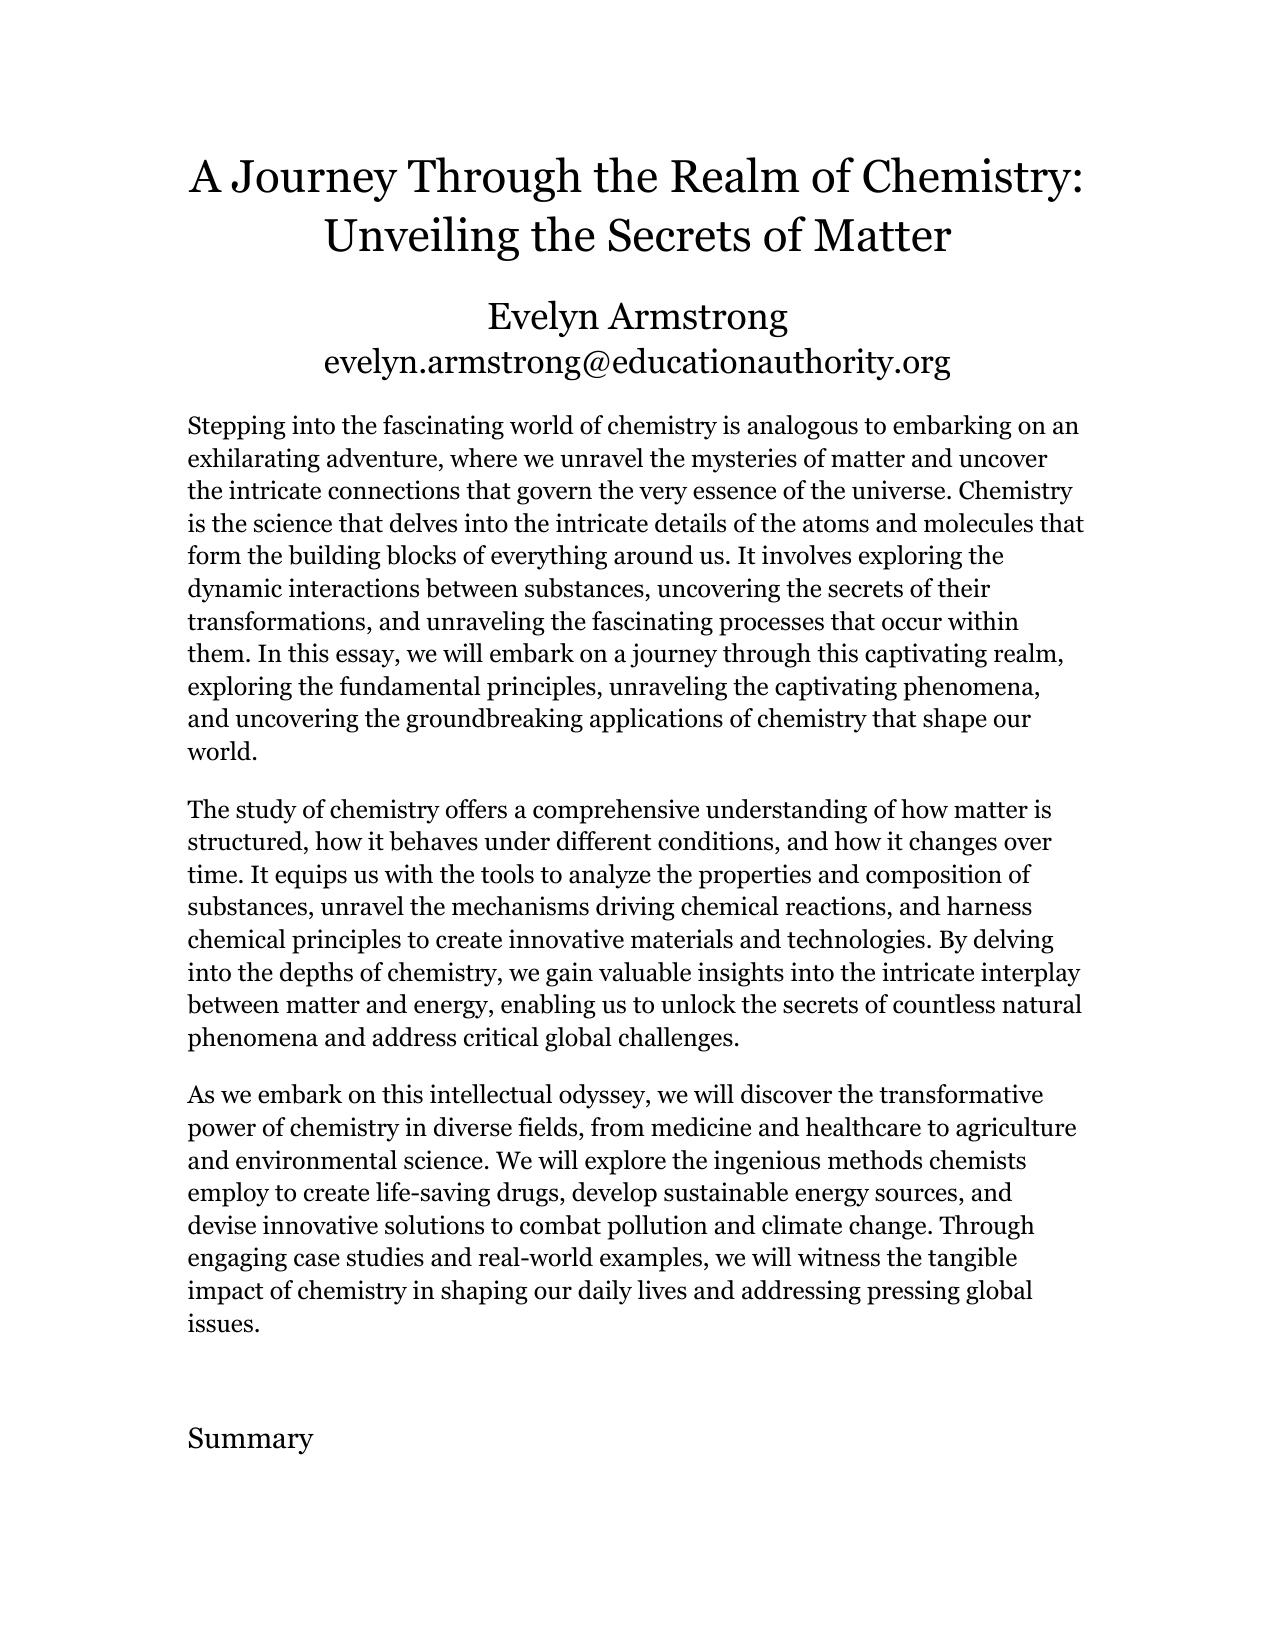 A Journey Through the Realm of Chemistry:
Unveiling the Secrets of Matter
Evelyn Armstrong
evelyn.armstrong@educationauthority.org
Stepping into the fascinating world of chemistry is analogous to embarking on an
exhilarating adventure, where we unravel the mysteries of matter and uncover
the intricate connections that govern the very essence of the universe. Chemistry
is the science that delves into the intricate details of the atoms and molecules that
form the building blocks of everything around us. It involves exploring the
dynamic interactions between substances, uncovering the secrets of their
transformations, and unraveling the fascinating processes that occur within
them. In this essay, we will embark on a journey through this captivating realm,
exploring the fundamental principles, unraveling the captivating phenomena,
and uncovering the groundbreaking applications of chemistry that shape our
world.
The study of chemistry offers a comprehensive understanding of how matter is
structured, how it behaves under different conditions, and how it changes over
time. It equips us with the tools to analyze the properties and composition of
substances, unravel the mechanisms driving chemical reactions, and harness
chemical principles to create innovative materials and technologies. By delving
into the depths of chemistry, we gain valuable insights into the intricate interplay
between matter and energy, enabling us to unlock the secrets of countless natural
phenomena and address critical global challenges.
As we embark on this intellectual odyssey, we will discover the transformative
power of chemistry in diverse fields, from medicine and healthcare to agriculture
and environmental science. We will explore the ingenious methods chemists
employ to create life-saving drugs, develop sustainable energy sources, and
devise innovative solutions to combat pollution and climate change. Through
engaging case studies and real-world examples, we will witness the tangible
impact of chemistry in shaping our daily lives and addressing pressing global
issues.
Summary